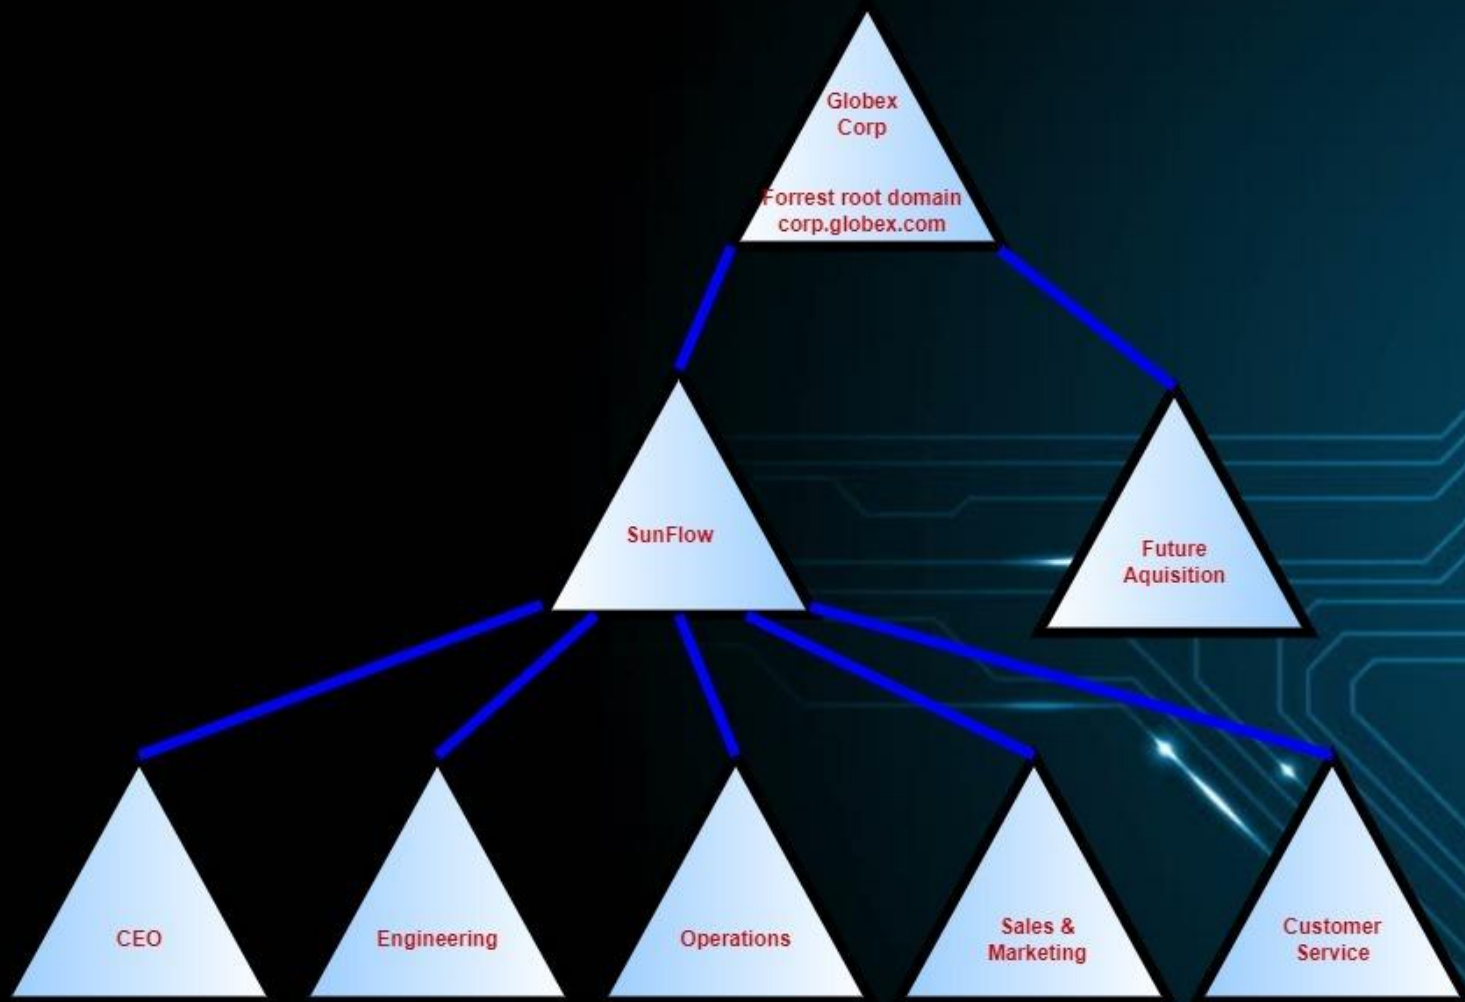 Globex
Corp
Forrest root domain
corp.globex.com
SunFlow
Future
Aquisition
CEO
Engineering
Operations
Sales &
Marketing
Customer
Service